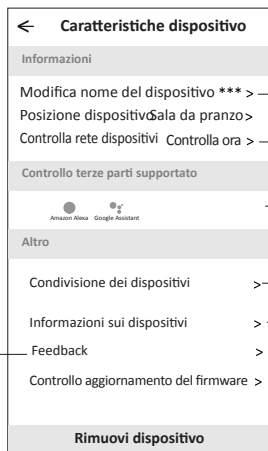 ← Caratteristiche dispositivo
Informazioni
Modifica nome del dispositivo *** >
Posizione dispositivo Sala da pranzo >
Controlla rete dispositivi Controlla ora >
Controllo terze parti supportato
Amazon Alexa Google Assistant
Altro
Condivisione dei dispositivi >
Informazioni sui dispositivi >
Feedback >
Controllo aggiornamento del firmware >
Rimuovi dispositivo